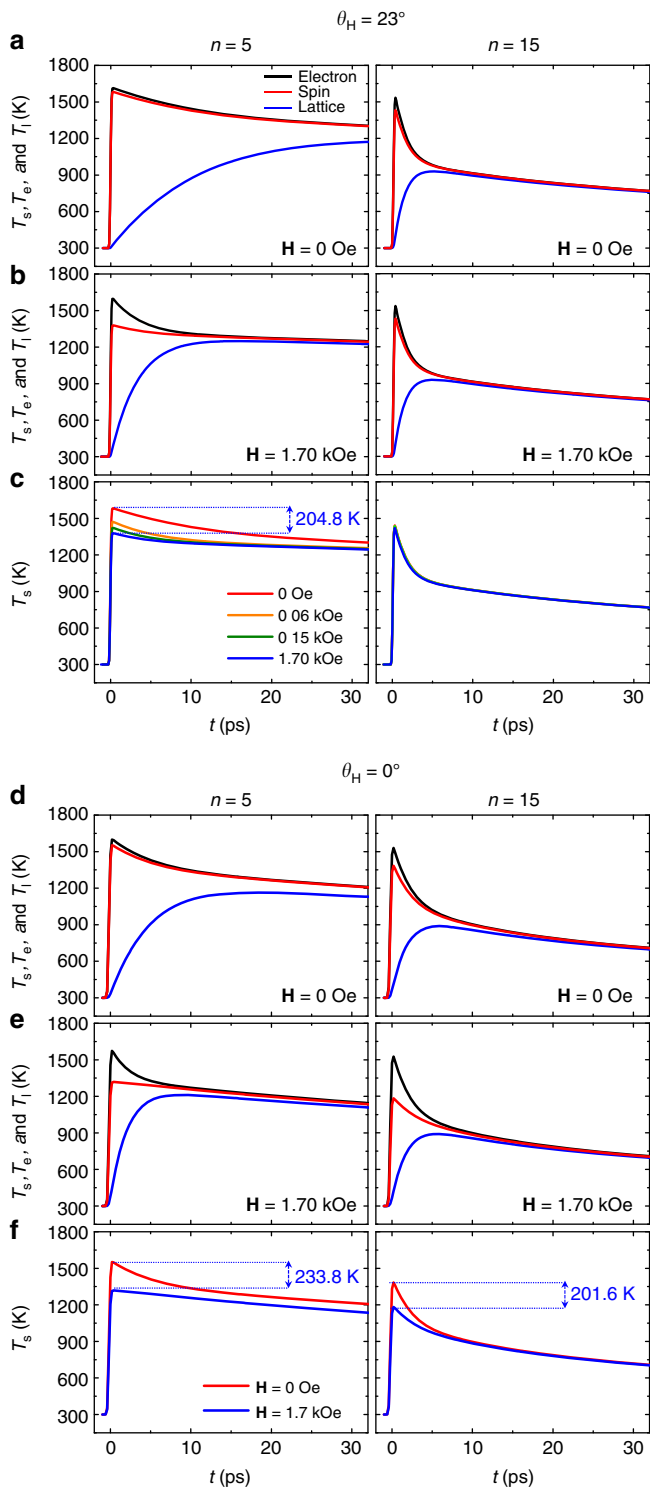 θH = 23°
a
n = 5
n = 15
Ts, Te, and Tl (K)
1800
1500
1200
900
600
300
Electron
Spin
Lattice
H = 0 Oe
H = 0 Oe
b
Ts, Te, and Tl (K)
1800
1500
1200
900
600
300
H = 1.70 kOe
H = 1.70 kOe
c
Ts (K)
1800
1500
1200
900
600
300
204.8 K
0 Oe
0 06 kOe
0 15 kOe
1.70 kOe
0 10 20 30
0 10 20 30
t (ps)
t (ps)
θH = 0°
d
n = 5
n = 15
Ts, Te, and Tl (K)
1800
1500
1200
900
600
300
H = 0 Oe
H = 0 Oe
e
Ts, Te, and Tl (K)
1800
1500
1200
900
600
300
H = 1.70 kOe
H = 1.70 kOe
f
Ts (K)
1800
1500
1200
900
600
300
233.8 K
201.6 K
H = 0 Oe
H = 1.7 kOe
0 10 20 30
0 10 20 30
t (ps)
t (ps)